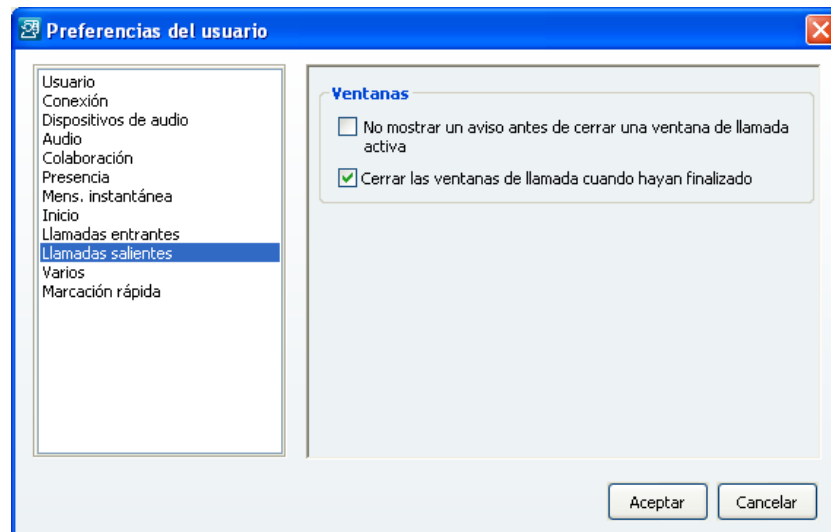 Preferencias del usuario
Usuario
Conexión
Dispositivos de audio
Audio
Colaboración
Presencia
Mens. instantánea
Inicio
Llamadas entrantes
Llamadas salientes
Varios
Marcación rápida
Ventanas
No mostrar un aviso antes de cerrar una ventana de llamada
activa
Cerrar las ventanas de llamada cuando hayan finalizado
Aceptar
Cancelar